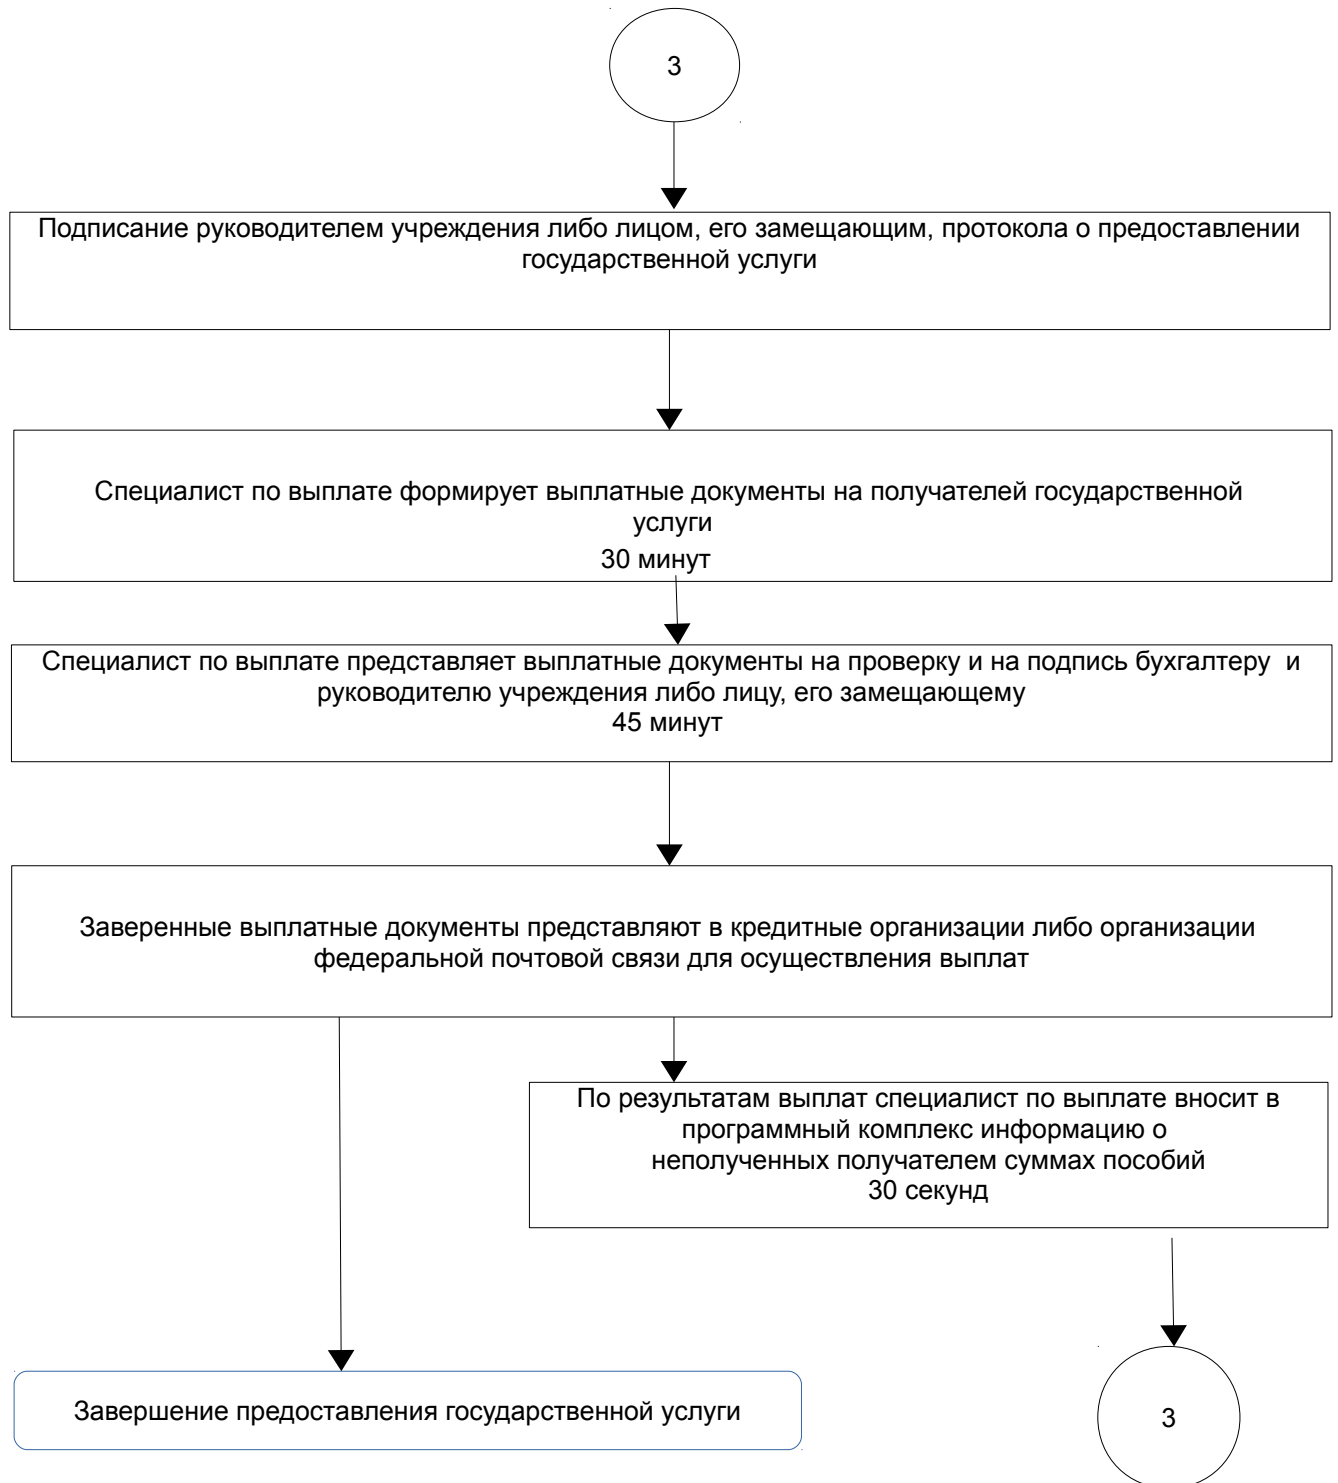 3
Подписание руководителем учреждения либо лицом, его замещающим, протокола о предоставлении
государственной услуги
Специалист по выплате формирует выплатные документы на получателей государственной
услуги
30 минут
Специалист по выплате представляет выплатные документы на проверку и на подпись бухгалтеру и
руководителю учреждения либо лицу, его замещающему
45 минут
Заверенные выплатные документы представляют в кредитные организации либо организации
федеральной почтовой связи для осуществления выплат
По результатам выплат специалист по выплате вносит в
программный комплекс информацию о
неполученных получателем суммах пособий
30 секунд
Завершение предоставления государственной услуги
3